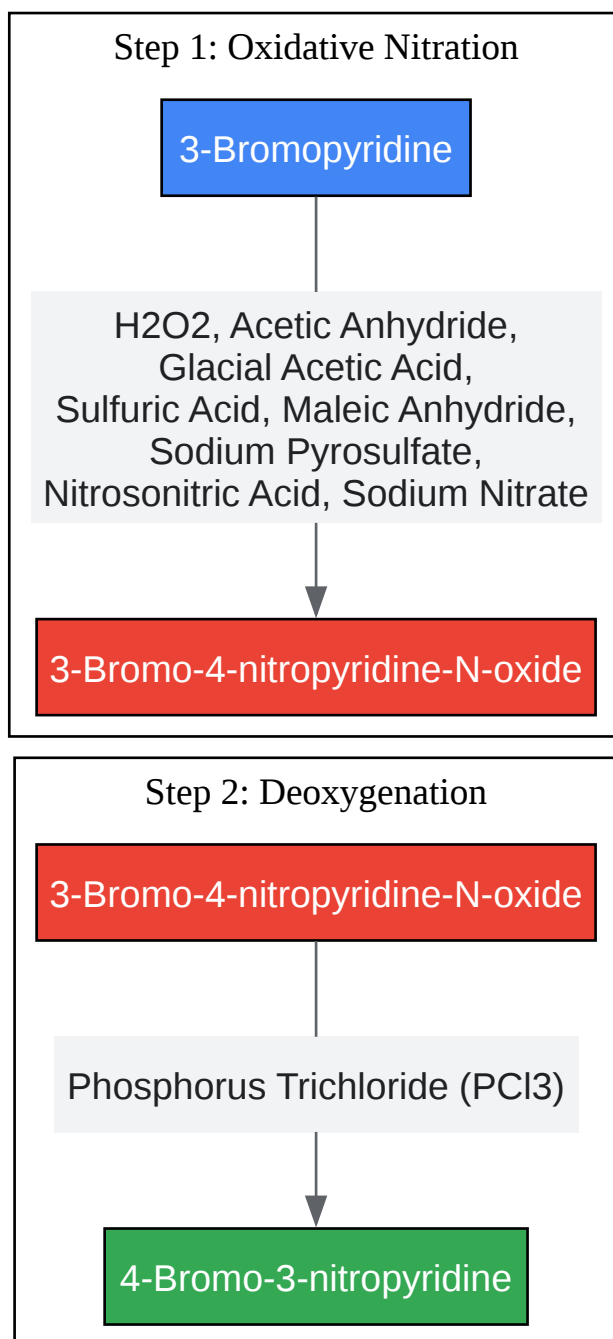 Step 1: Oxidative Nitration
3-Bromopyridine
H2O2, Acetic Anhydride,
Glacial Acetic Acid,
Sulfuric Acid, Maleic Anhydride,
Sodium Pyrosulfate,
Nitrosonitric Acid, Sodium Nitrate
3-Bromo-4-nitropyridine-N-oxide
Step 2: Deoxygenation
3-Bromo-4-nitropyridine-N-oxide
Phosphorus Trichloride (PCl3)
4-Bromo-3-nitropyridine